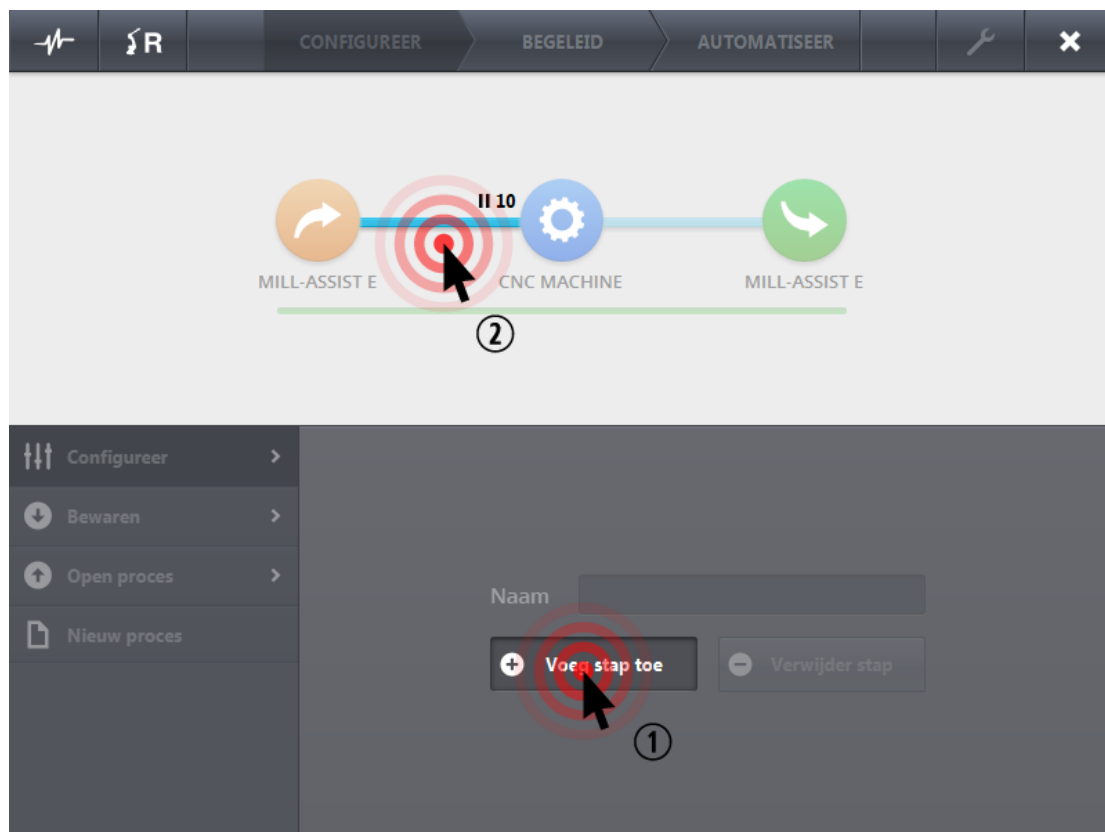 R
CONFIGUREER
BEGELEID
AUTOMATISEER
II 10
MILL-ASSIST E
CNC MACHINE
MILL-ASSIST E
②
Configureer
Bewaren
Open proces
Nieuw proces
Naam
Voeg stap toe
Verwijder stap
①